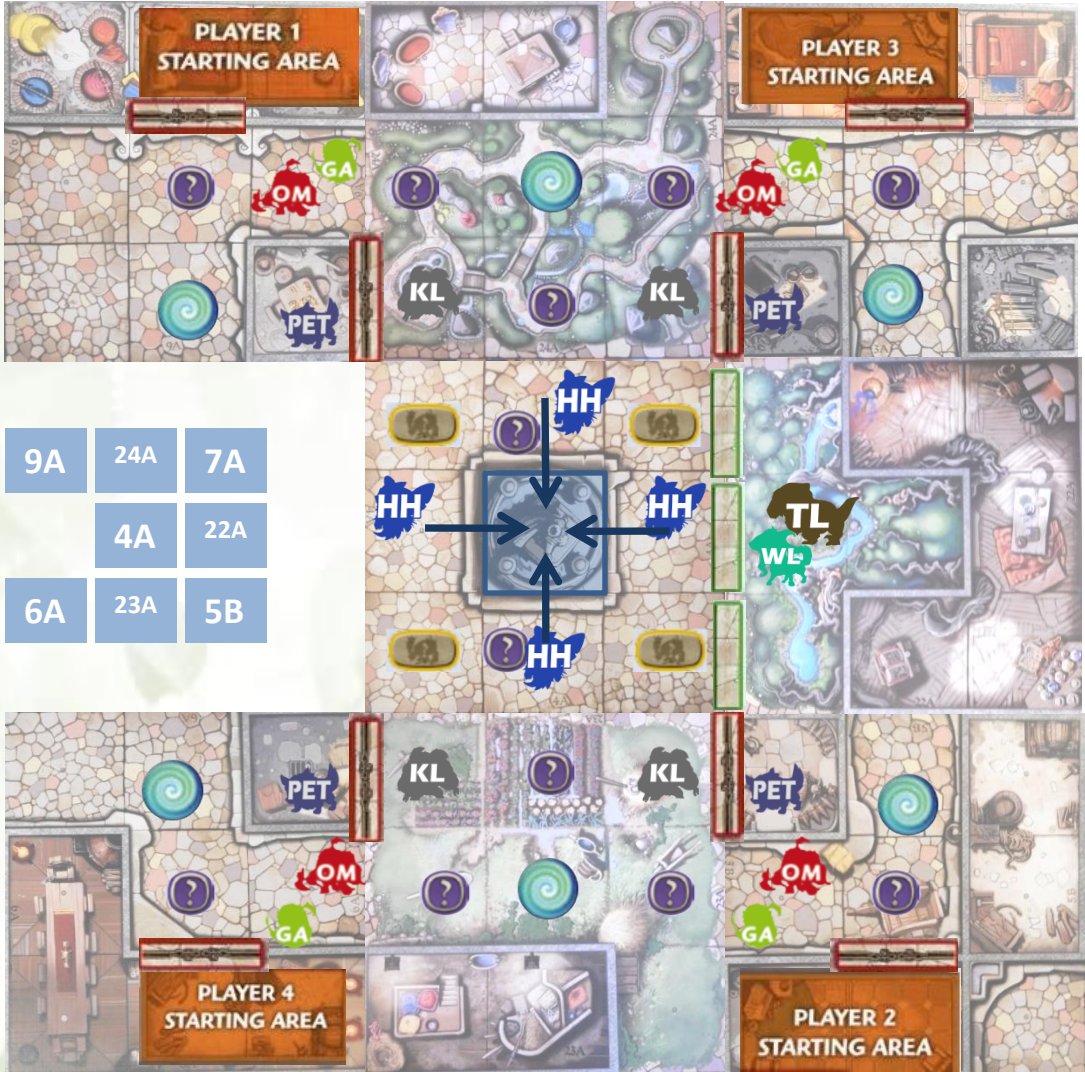 PLAYER 1
STARTING AREA
PLAYER 3
STARTING AREA
GA
GA
?
OM
?
?
OM
?
KL
?
KL
PET
PET
9A
24A
7A
4A
22A
6A
23A
5B
HH
?
HH
HH
TL
WL
?
HH
KL
?
KL
PET
PET
?
OM
?
?
OM
?
GA
GA
PLAYER 4
STARTING AREA
PLAYER 2
STARTING AREA